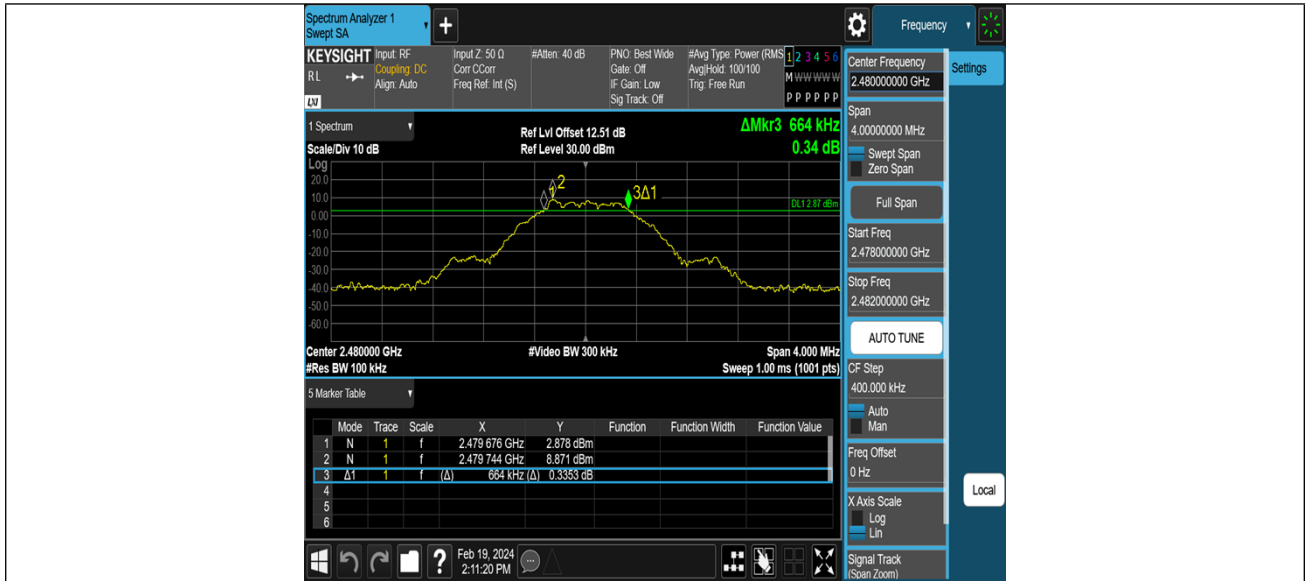 Spectrum Analyzer 1
Swept SA
+
Frequency
KEYSIGHT
RL
LXI
Input: RF
Coupling: DC
Align: Auto
Input Z: 50 Ω
Corr CCorr
Freq Ref: Int (S)
#Atten: 40 dB
PNO: Best Wide
Gate: Off
IF Gain: Low
Sig Track: Off
#Avg Type: Power (RMS
Avg|Hold: 100/100
Trig: Free Run
1 2 3 4 5 6
M W W W W W
P P P P P P
1 Spectrum
Scale/Div 10 dB
Ref Lvl Offset 12.51 dB
Ref Level 30.00 dBm
ΔMkr3 664 kHz
0.34 dB
Log
20.0
10.0
0.00
-10.0
-20.0
-30.0
-40.0
-50.0
-60.0
1
2
3Δ1
DL1 2.87 dBm
Center 2.480000 GHz
#Res BW 100 kHz
#Video BW 300 kHz
Span 4.000 MHz
Sweep 1.00 ms (1001 pts)
5 Marker Table
Mode Trace Scale X Y Function Function Width Function Value
1 N 1 f 2.479 676 GHz 2.878 dBm
2 N 1 f 2.479 744 GHz 8.871 dBm
3 Δ1 1 f (Δ) 664 kHz (Δ) 0.3353 dB
4
5
6
?
Feb 19, 2024
2:11:20 PM
Center Frequency
2.480000000 GHz
Settings
Span
4.00000000 MHz
Swept Span
Zero Span
Full Span
Start Freq
2.478000000 GHz
Stop Freq
2.482000000 GHz
AUTO TUNE
CF Step
400.000 kHz
Auto
Man
Freq Offset
0 Hz
Local
X Axis Scale
Log
Lin
Signal Track
(Span Zoom)